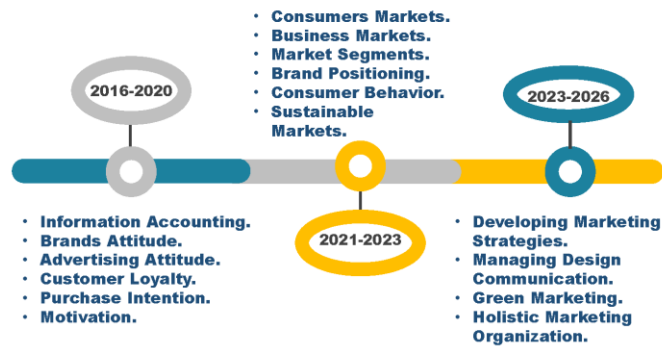 2016-2020
• Information Accounting.
• Brands Attitude.
• Advertising Attitude.
• Customer Loyalty.
• Purchase Intention.
• Motivation.
• Consumers Markets.
• Business Markets.
• Market Segments.
• Brand Positioning.
• Consumer Behavior.
• Sustainable
Markets.
2021-2023
2023-2026
• Developing Marketing
Strategies.
• Managing Design
Communication.
• Green Marketing.
• Holistic Marketing
Organization.